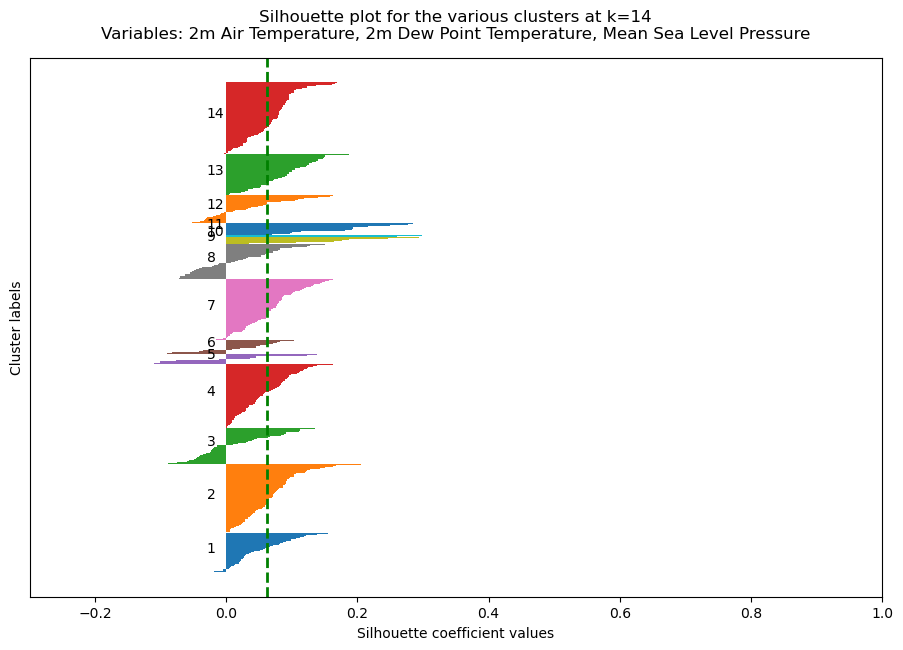 Silhouette plot for the various clusters at k=14
Variables: 2m Air Temperature, 2m Dew Point Temperature, Mean Sea Level Pressure
Cluster labels
14
13
12
11
10
9
8
7
6
5
4
3
2
1
−0.2 0.0 0.2 0.4 0.6 0.8 1.0
Silhouette coefficient values